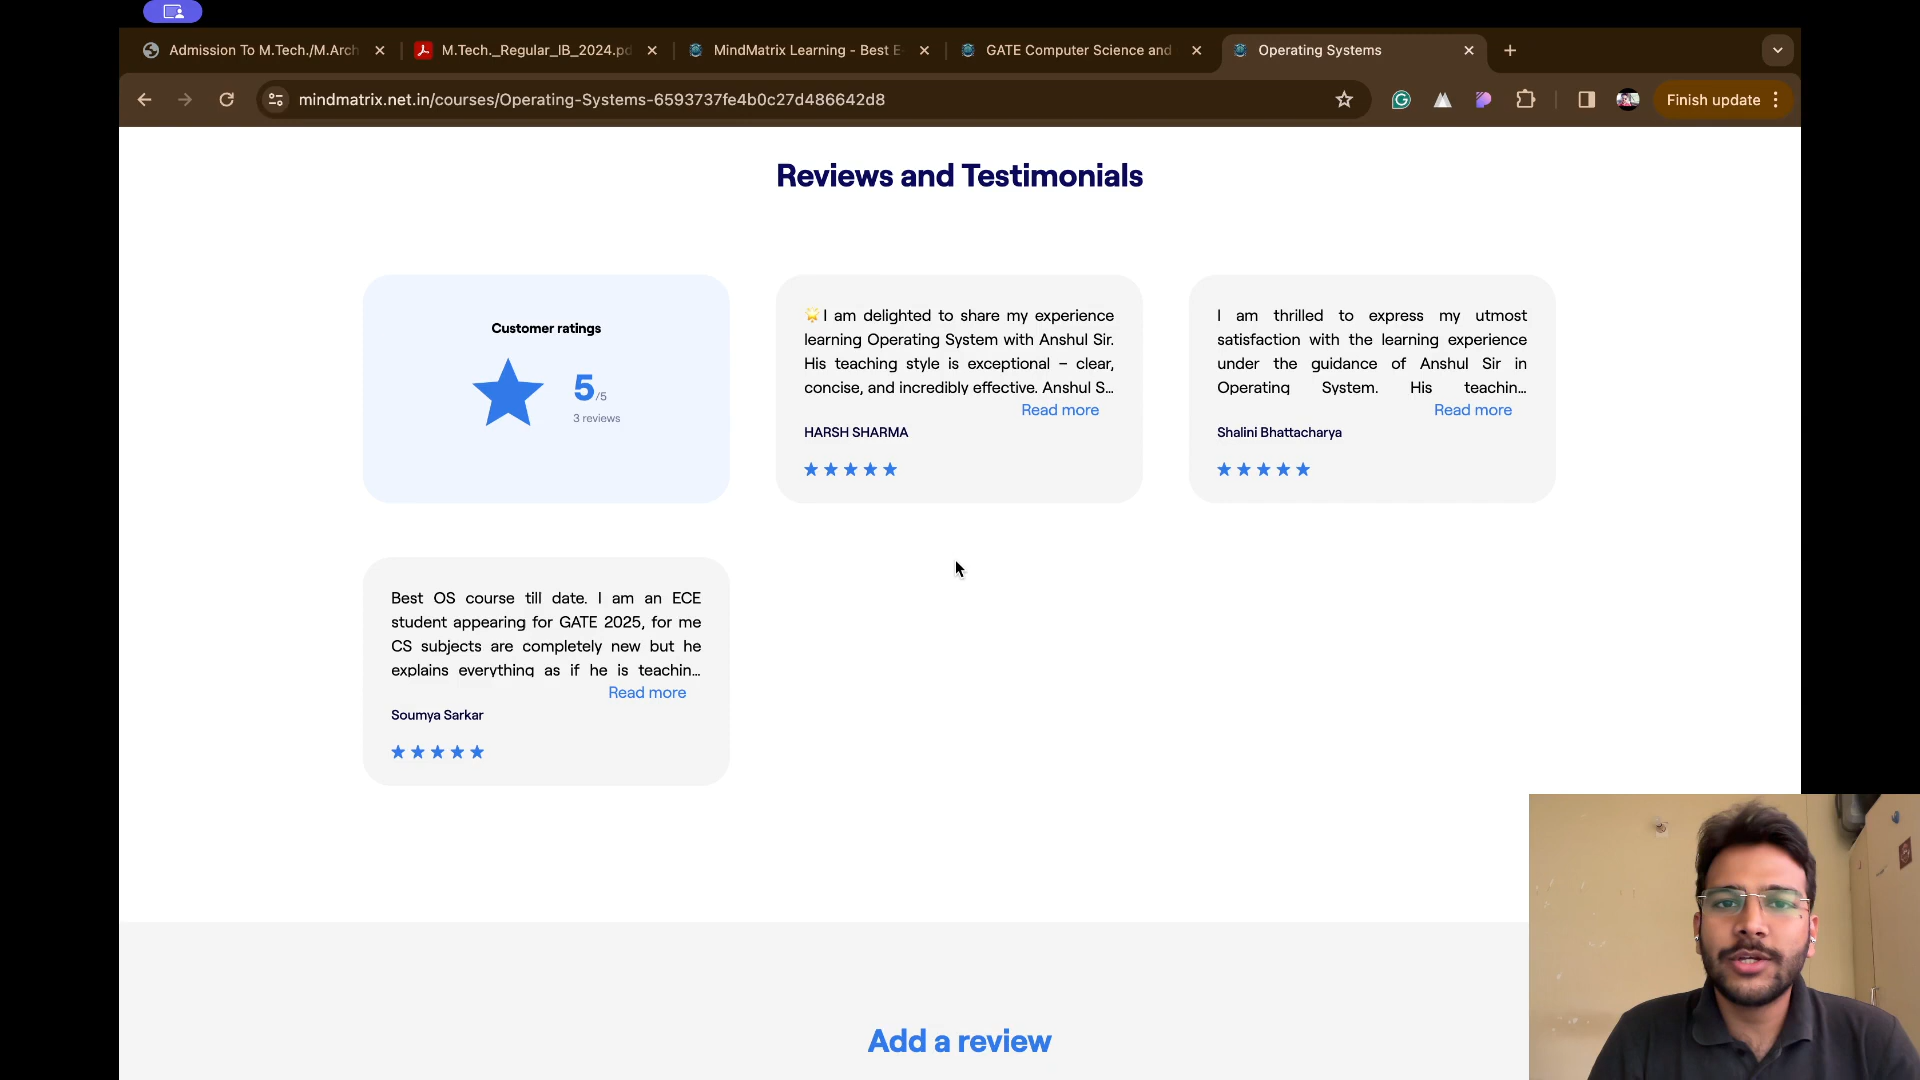 Admission To M.Tech./M.Arch
M.Tech._Regular_IB_2024.pd
MindMatrix Learning - Best E
GATE Computer Science and
Operating Systems
mindmatrix.net.in/courses/Operating-Systems-6593737fe4b0c27d486642d8
Finish update
Reviews and Testimonials
Customer ratings
5/5
3 reviews
I am delighted to share my experience
learning Operating System with Anshul Sir.
His teaching style is exceptional – clear,
concise, and incredibly effective. Anshul S...
Read more
HARSH SHARMA
I am thrilled to express my utmost
satisfaction with the learning experience
under the guidance of Anshul Sir in
Operating System. His teachin...
Read more
Shalini Bhattacharya
Best OS course till date. I am an ECE
student appearing for GATE 2025, for me
CS subjects are completely new but he
explains everything as if he is teachin...
Read more
Soumya Sarkar
Add a review